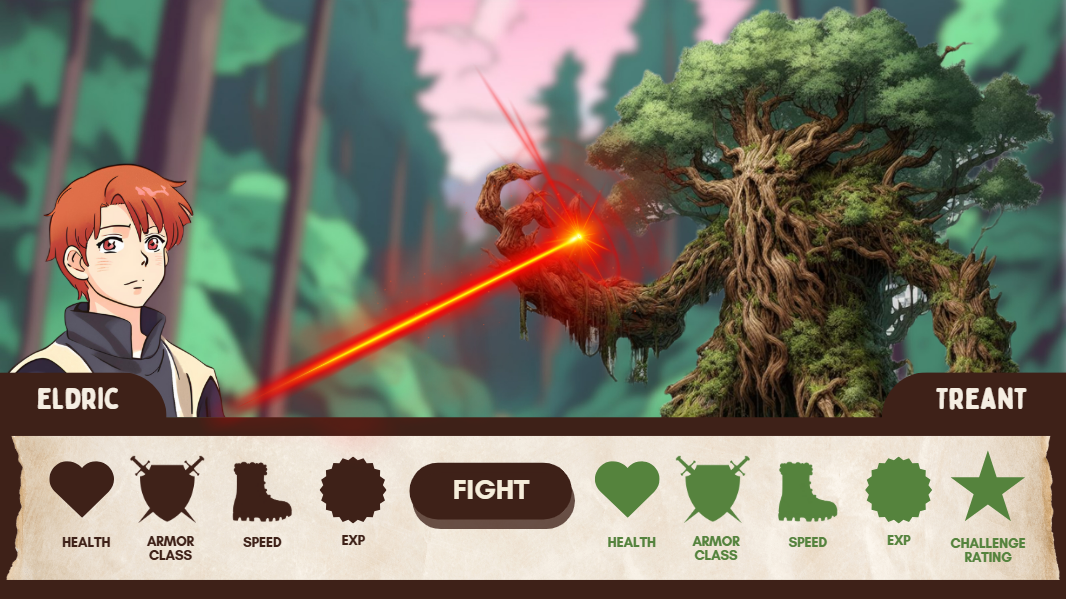 ELDRIC
TREANT
HEALTH
ARMOR
CLASS
SPEED
EXP
FIGHT
HEALTH
ARMOR
CLASS
SPEED
EXP
CHALLENGE
RATING